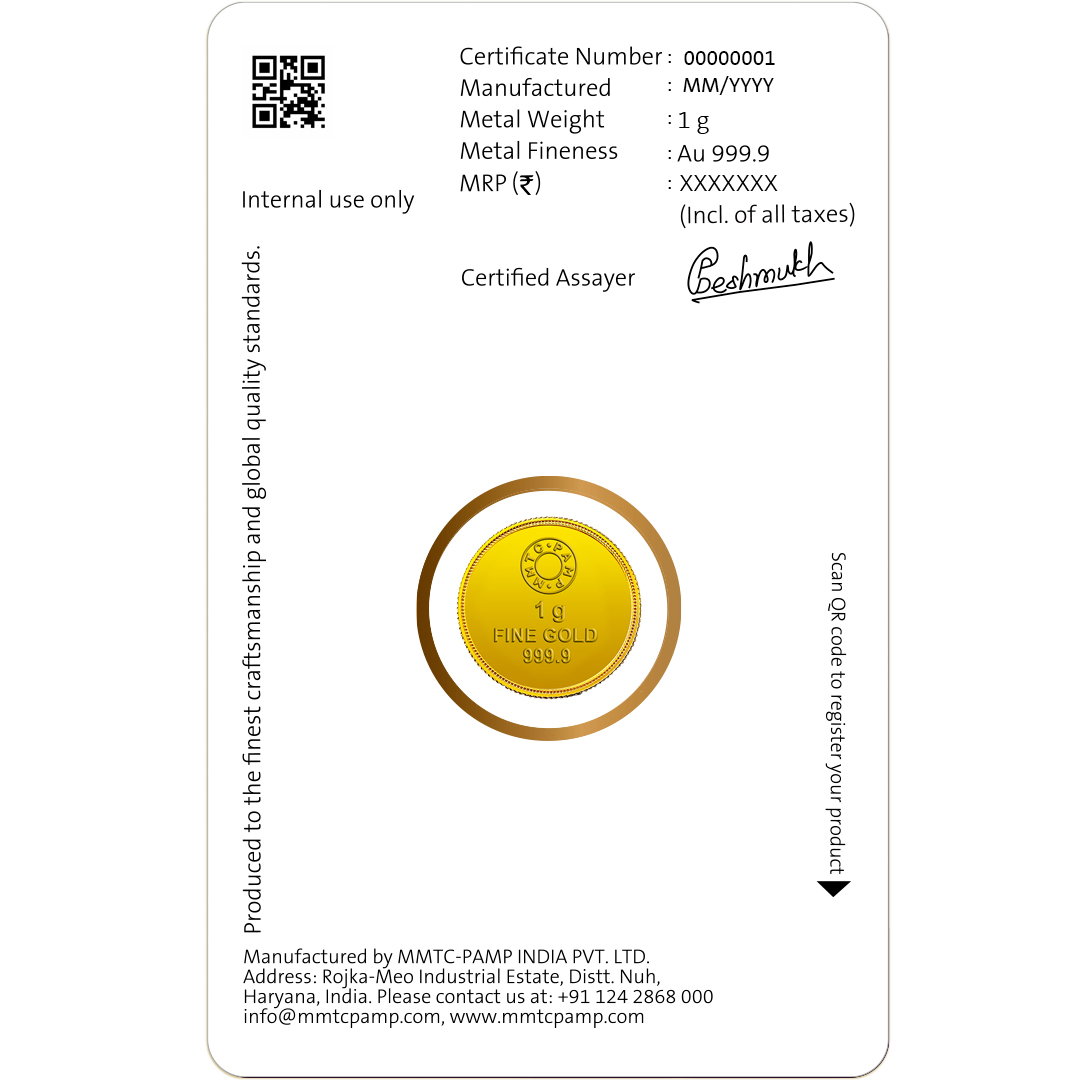 Certificate Number : 00000001
Manufactured : MM/YYYY
Metal Weight : 1 g
Metal Fineness : Au 999.9
MRP (₹) : XXXXXXX
(Incl. of all taxes)
Internal use only
Certified Assayer
Deshmukh
Produced to the finest craftsmanship and global quality standards.
MMTC·PAMP·
1 g
FINE GOLD
999.9
Scan QR code to register your product
Manufactured by MMTC-PAMP INDIA PVT. LTD.
Address: Rojka-Meo Industrial Estate, Distt. Nuh,
Haryana, India. Please contact us at: +91 124 2868 000
info@mmtcpamp.com, www.mmtcpamp.com